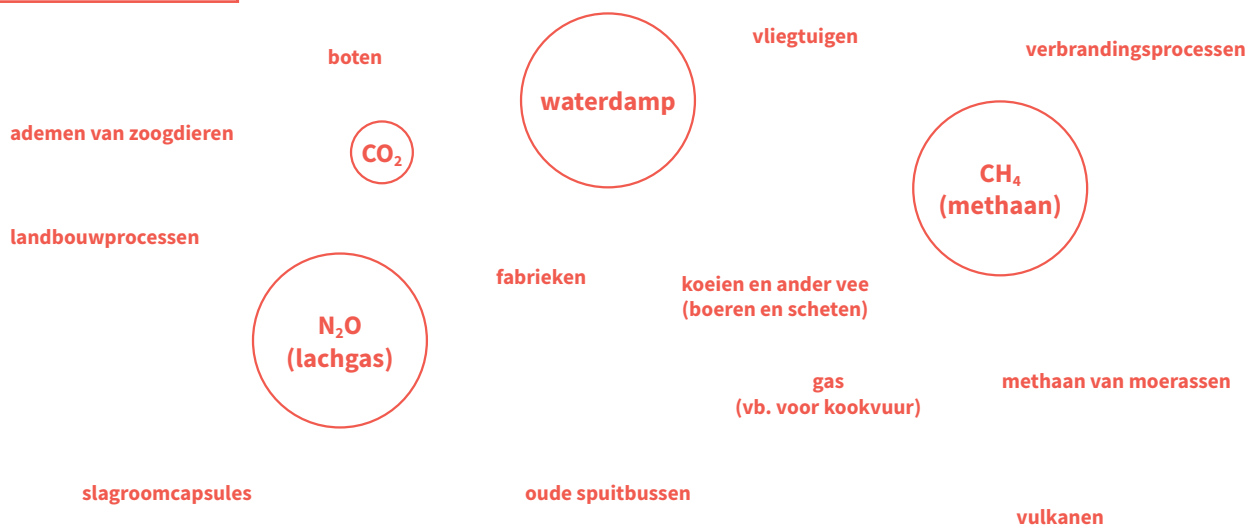 vliegtuigen
boten
verbrandingsprocessen
waterdamp
ademen van zoogdieren
CO₂
CH₄
(methaan)
landbouwprocessen
fabrieken
koeien en ander vee
(boeren en scheten)
N₂O
(lachgas)
gas
(vb. voor kookvuur)
methaan van moerassen
slagroomcapsules
oude spuitbussen
vulkanen